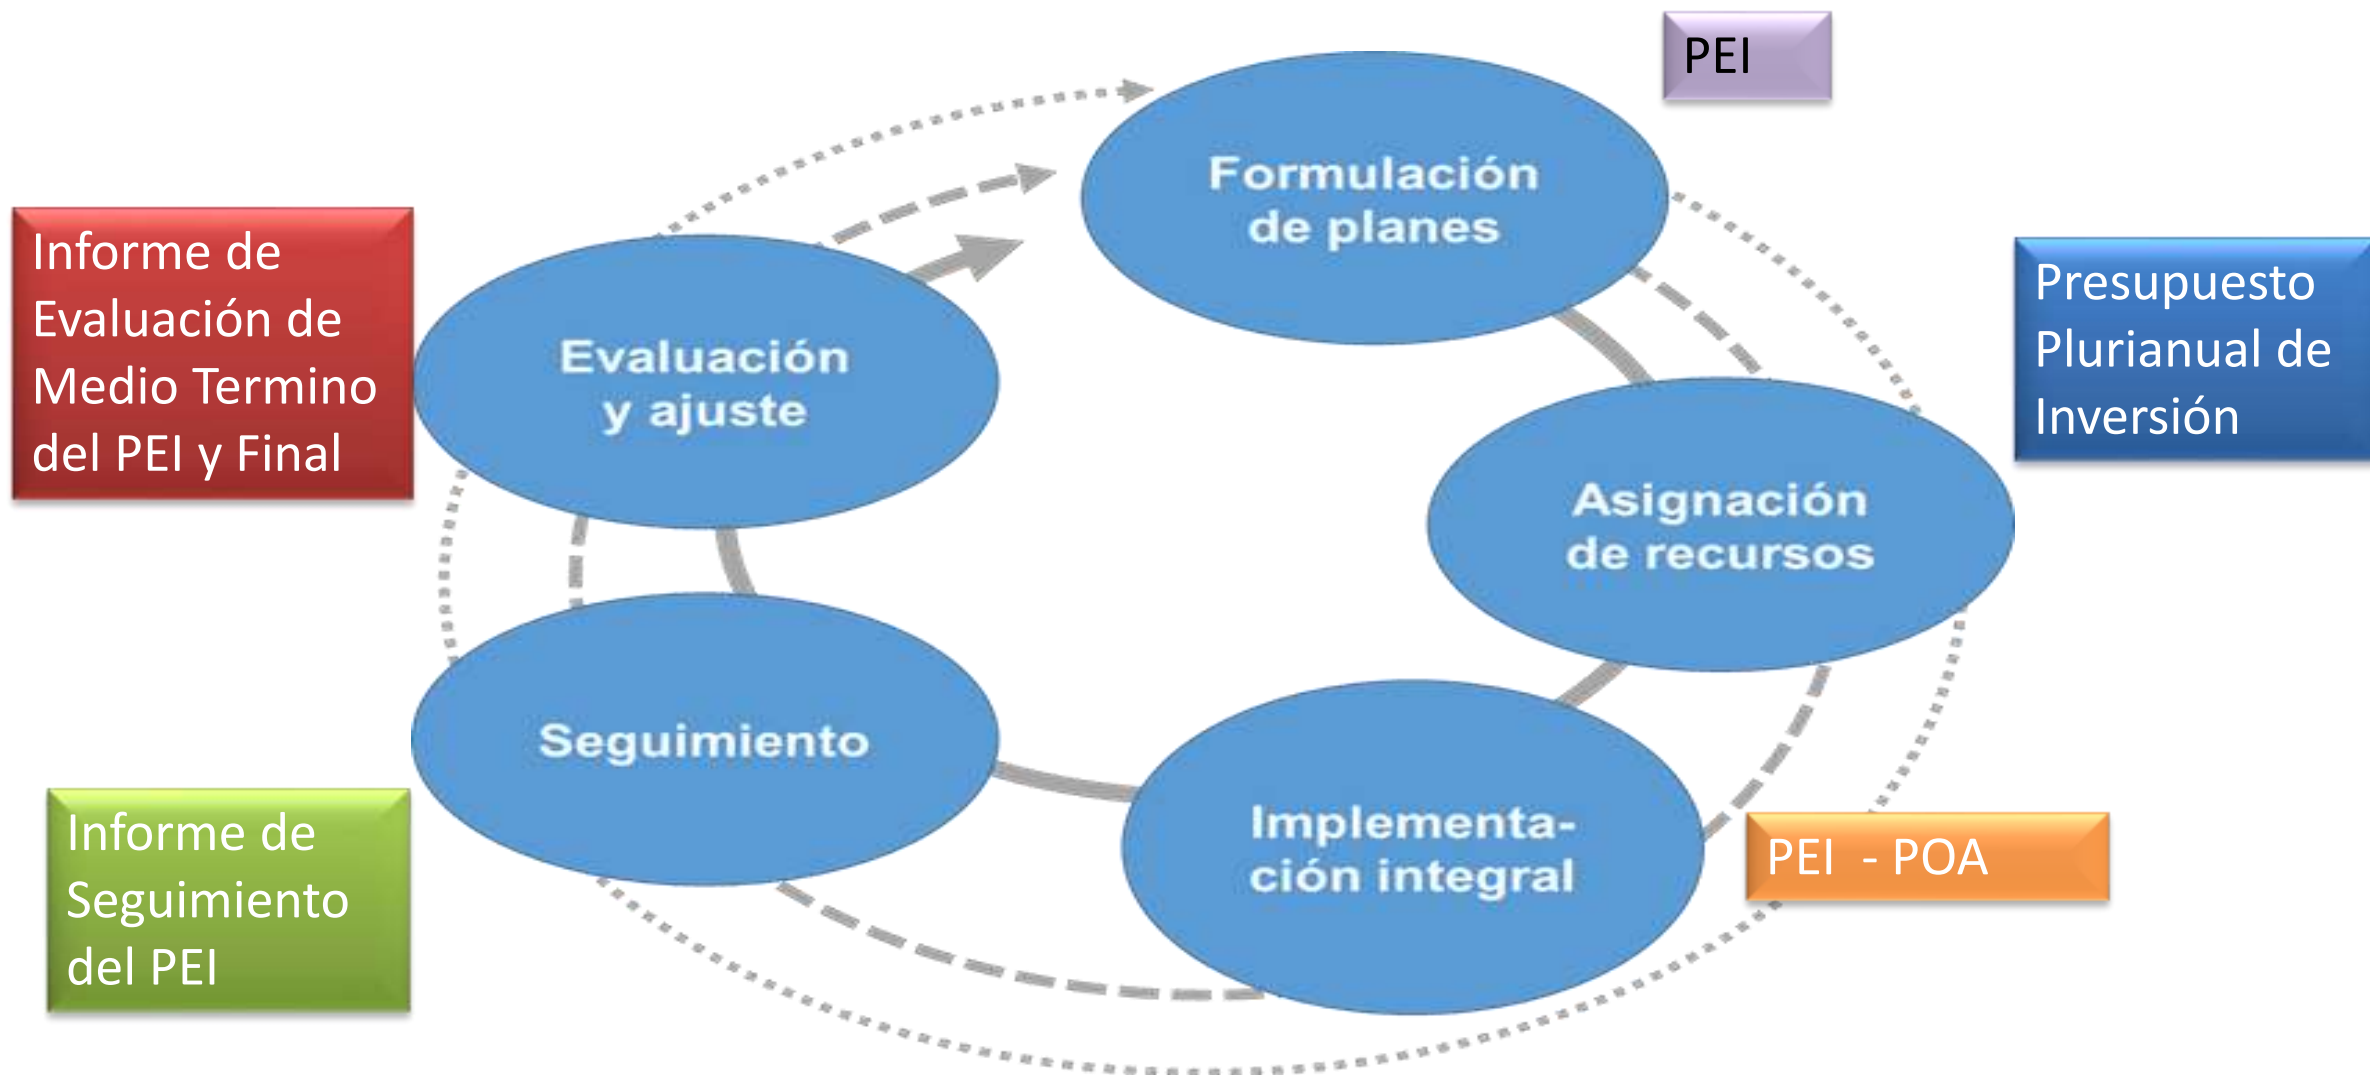 PEI
Formulación
de planes
Informe de
Evaluación de
Medio Termino
del PEI y Final
Presupuesto
Plurianual de
Inversión
Evaluación
y ajuste
Asignación
de recursos
Seguimiento
Informe de
Seguimiento
del PEI
Implementa-
ción integral
PEI - POA